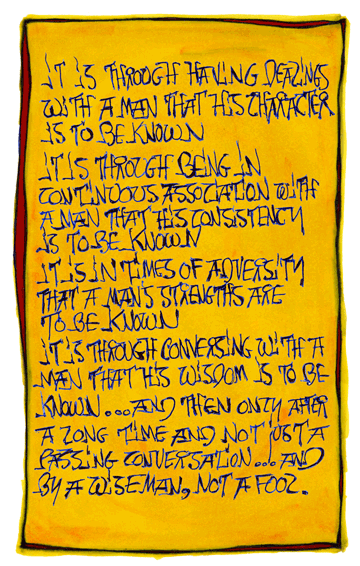 IT IS THROUGH HAVING DEALINGS
WITH A MAN THAT HIS CHARACTER
IS TO BE KNOWN
IT IS THROUGH BEING IN
CONTINUOUS ASSOCIATION WITH
A MAN THAT HIS CONSISTENCY
IS TO BE KNOWN
IT IS IN TIMES OF ADVERSITY
THAT A MAN'S STRENGTHS ARE
TO BE KNOWN
IT IS THROUGH CONVERSING WITH A
MAN THAT HIS WISDOM IS TO BE
KNOWN...AND THEN ONLY AFTER
A LONG TIME AND NOT JUST A
PASSING CONVERSATION...AND
BY A WISEMAN, NOT A FOOL.